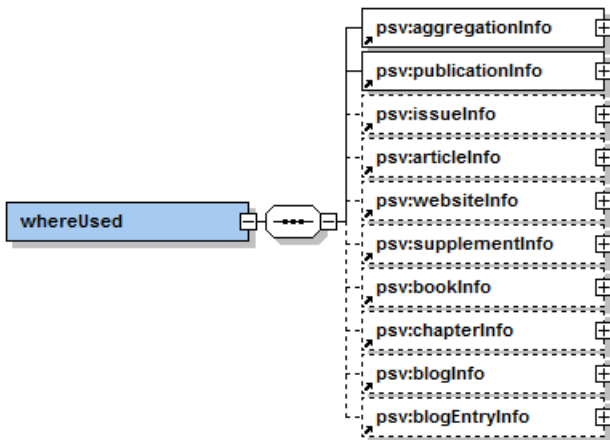 psv:aggregationInfo
psv:publicationInfo
psv:issueInfo
psv:articleInfo
whereUsed
psv:websiteInfo
psv:supplementInfo
psv:bookInfo
psv:chapterInfo
psv:blogInfo
psv:blogEntryInfo